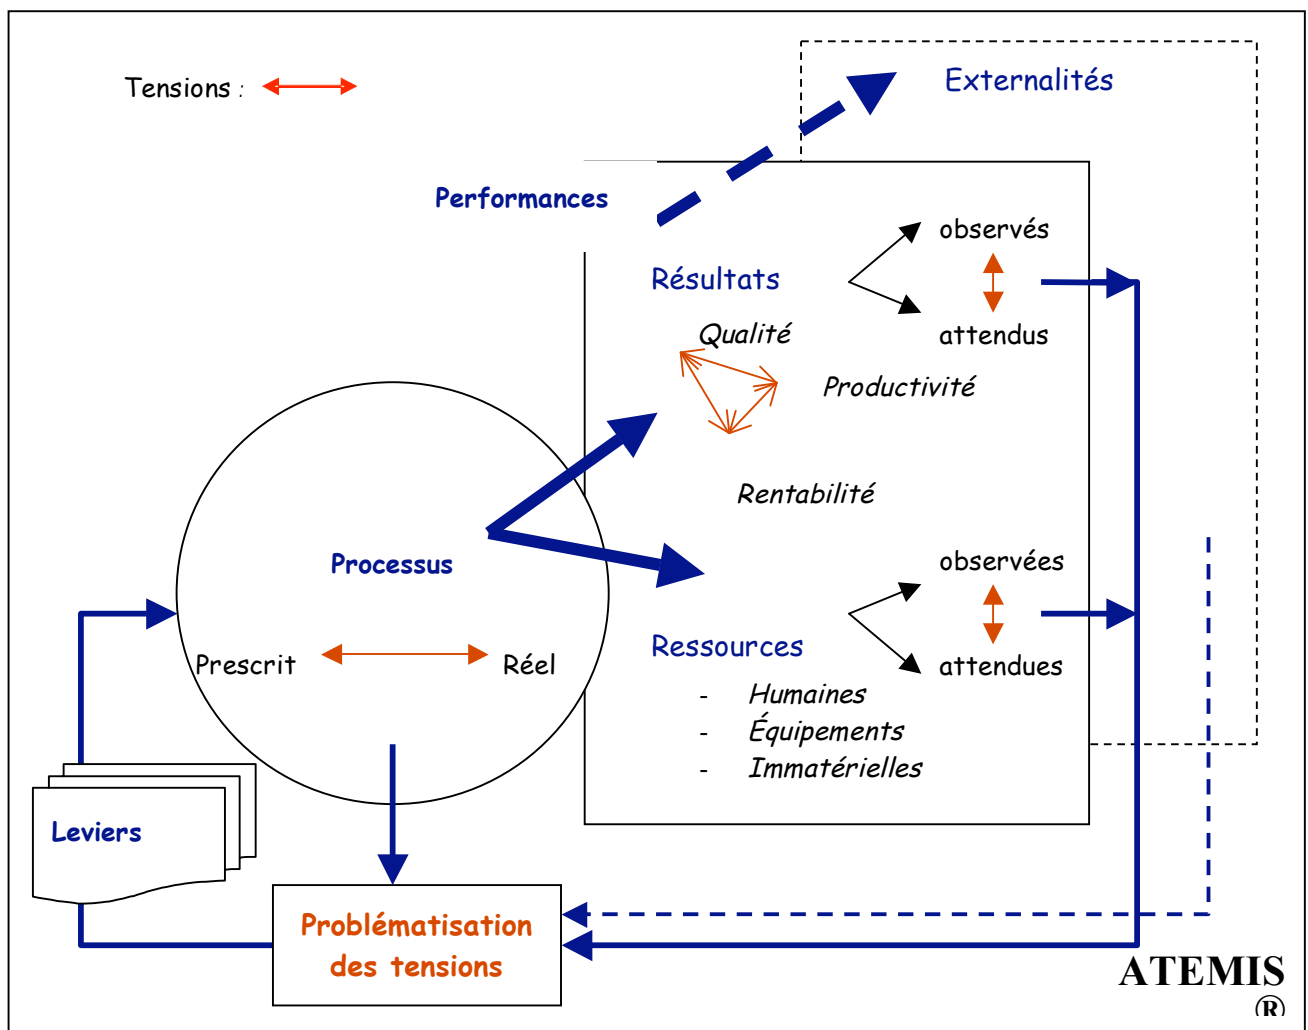 Tensions :
Externalités
Performances
observés
Résultats
Qualité
attendus
Productivité
Rentabilité
observées
Processus
Ressources
attendues
Prescrit
Réel
- Humaines
- Équipements
- Immatérielles
Leviers
Problématisation
des tensions
ATEMIS
®